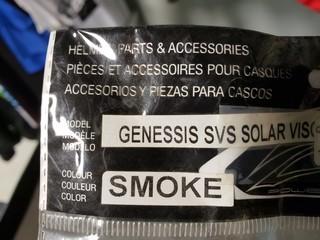 HELMET PARTS & ACCESSORIES
PIÈCES ET ACCESSOIRES POUR CASQUES
ACCESORIOS Y PIEZAS PARA CASCOS
MODEL
MODÈLE
MODELO
GENESSIS SVS SOLAR
COLOUR
COULEUR
COLOR
SMOKE